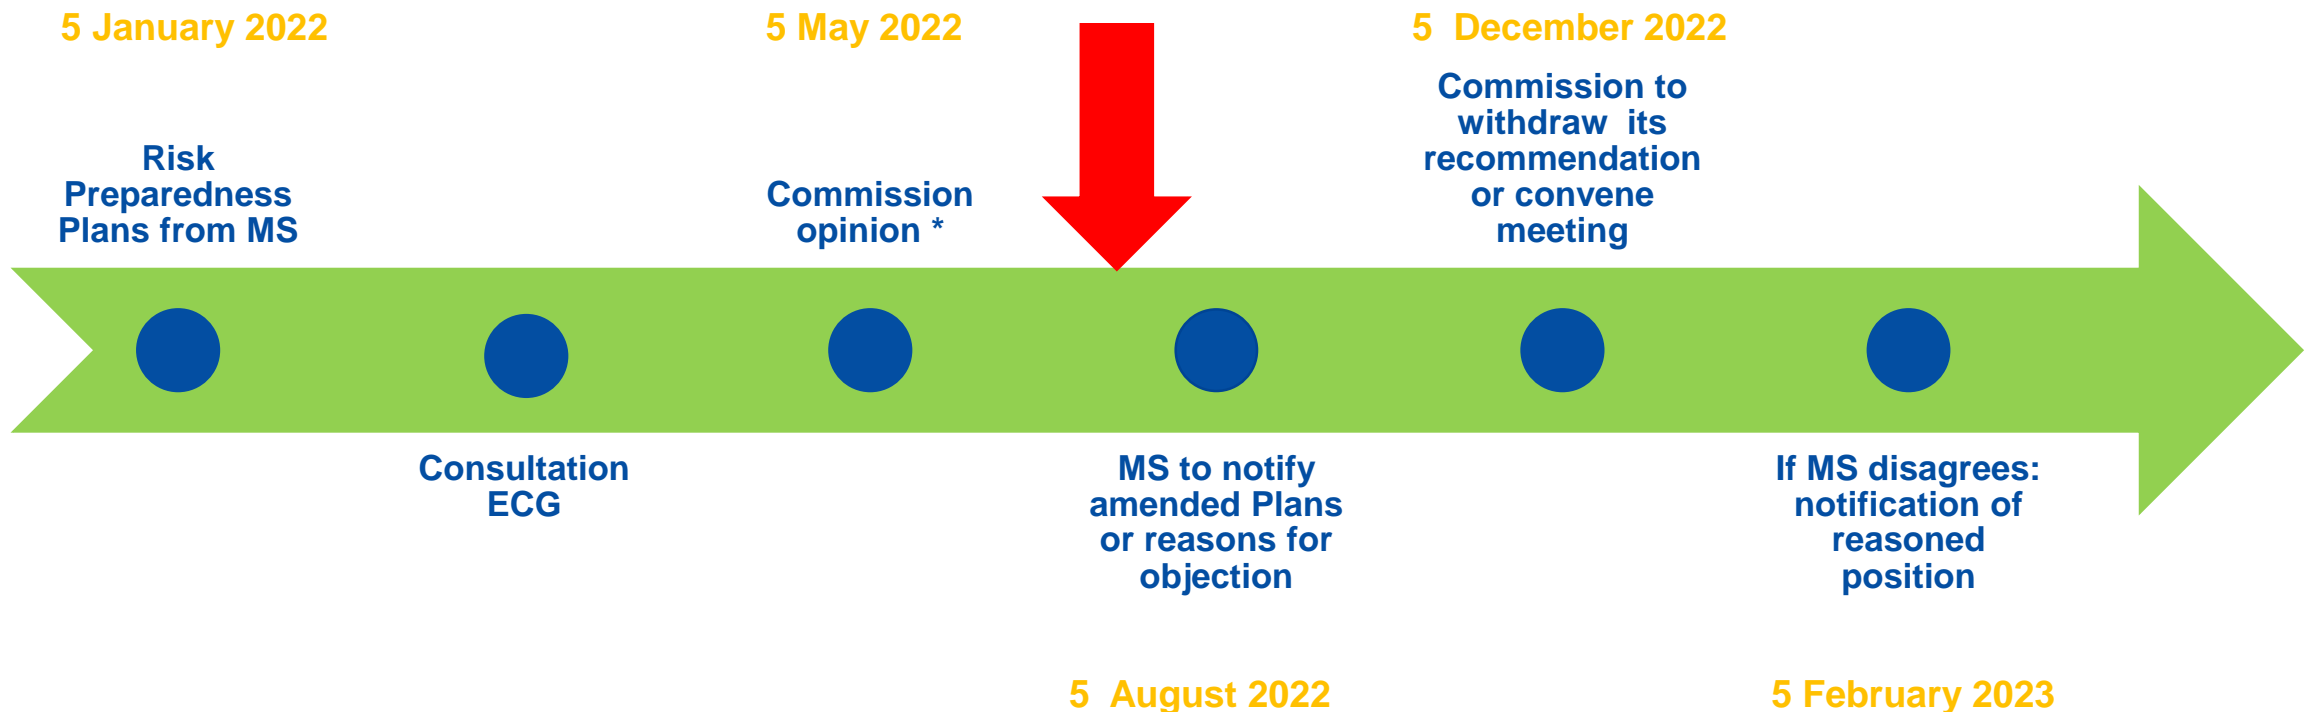 5 January 2022
Risk
Preparedness
Plans from MS
Consultation
ECG
5 May 2022
Commission
opinion *
MS to notify
amended Plans
or reasons for
objection
5 August 2022
5 December 2022
Commission to
withdraw its
recommendation
or convene
meeting
If MS disagrees:
notification of
reasoned
position
5 February 2023